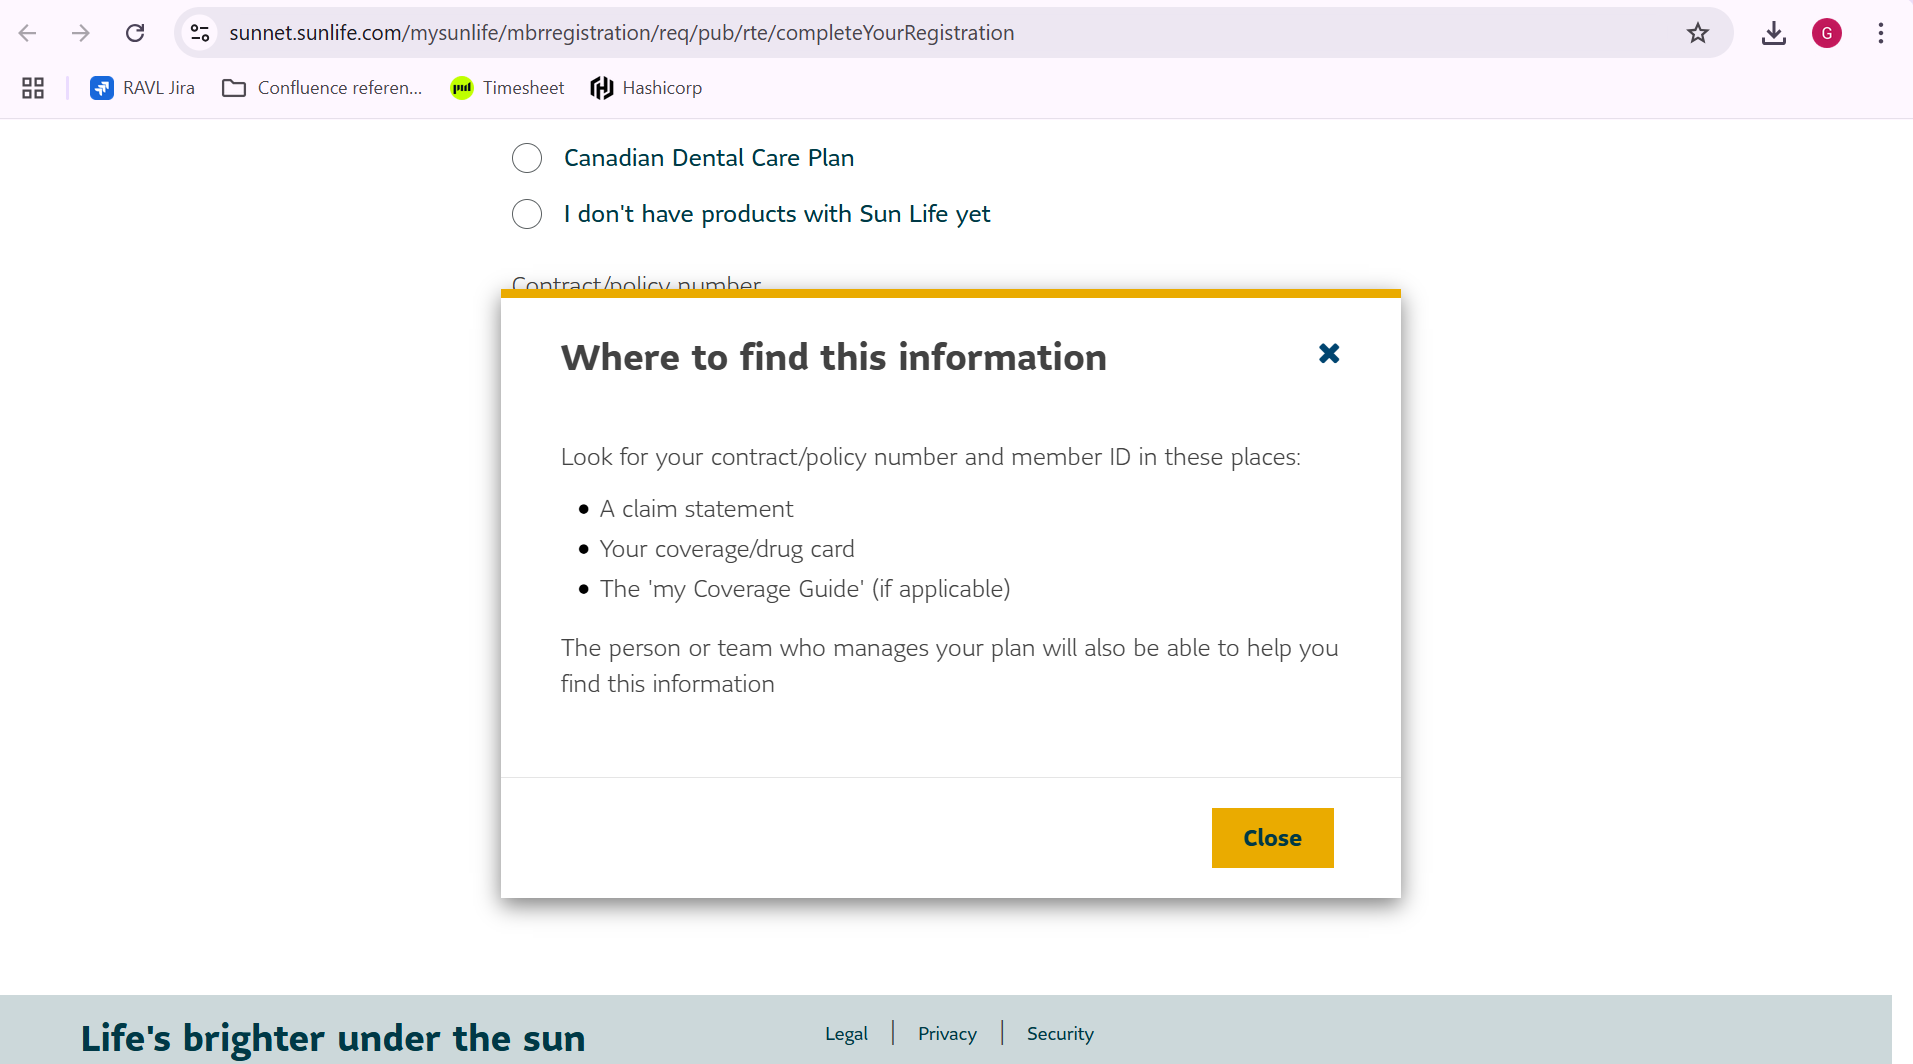 sunnet.sunlife.com/mysunlife/mbrregistration/req/pub/rte/completeYourRegistration
G
RAVL Jira
Confluence referen...
Timesheet
Hashicorp
Canadian Dental Care Plan
I don't have products with Sun Life yet
Contract/policy number
Where to find this information
Look for your contract/policy number and member ID in these places:
• A claim statement
• Your coverage/drug card
• The 'my Coverage Guide' (if applicable)
The person or team who manages your plan will also be able to help you
find this information
Close
Life's brighter under the sun
Legal | Privacy | Security